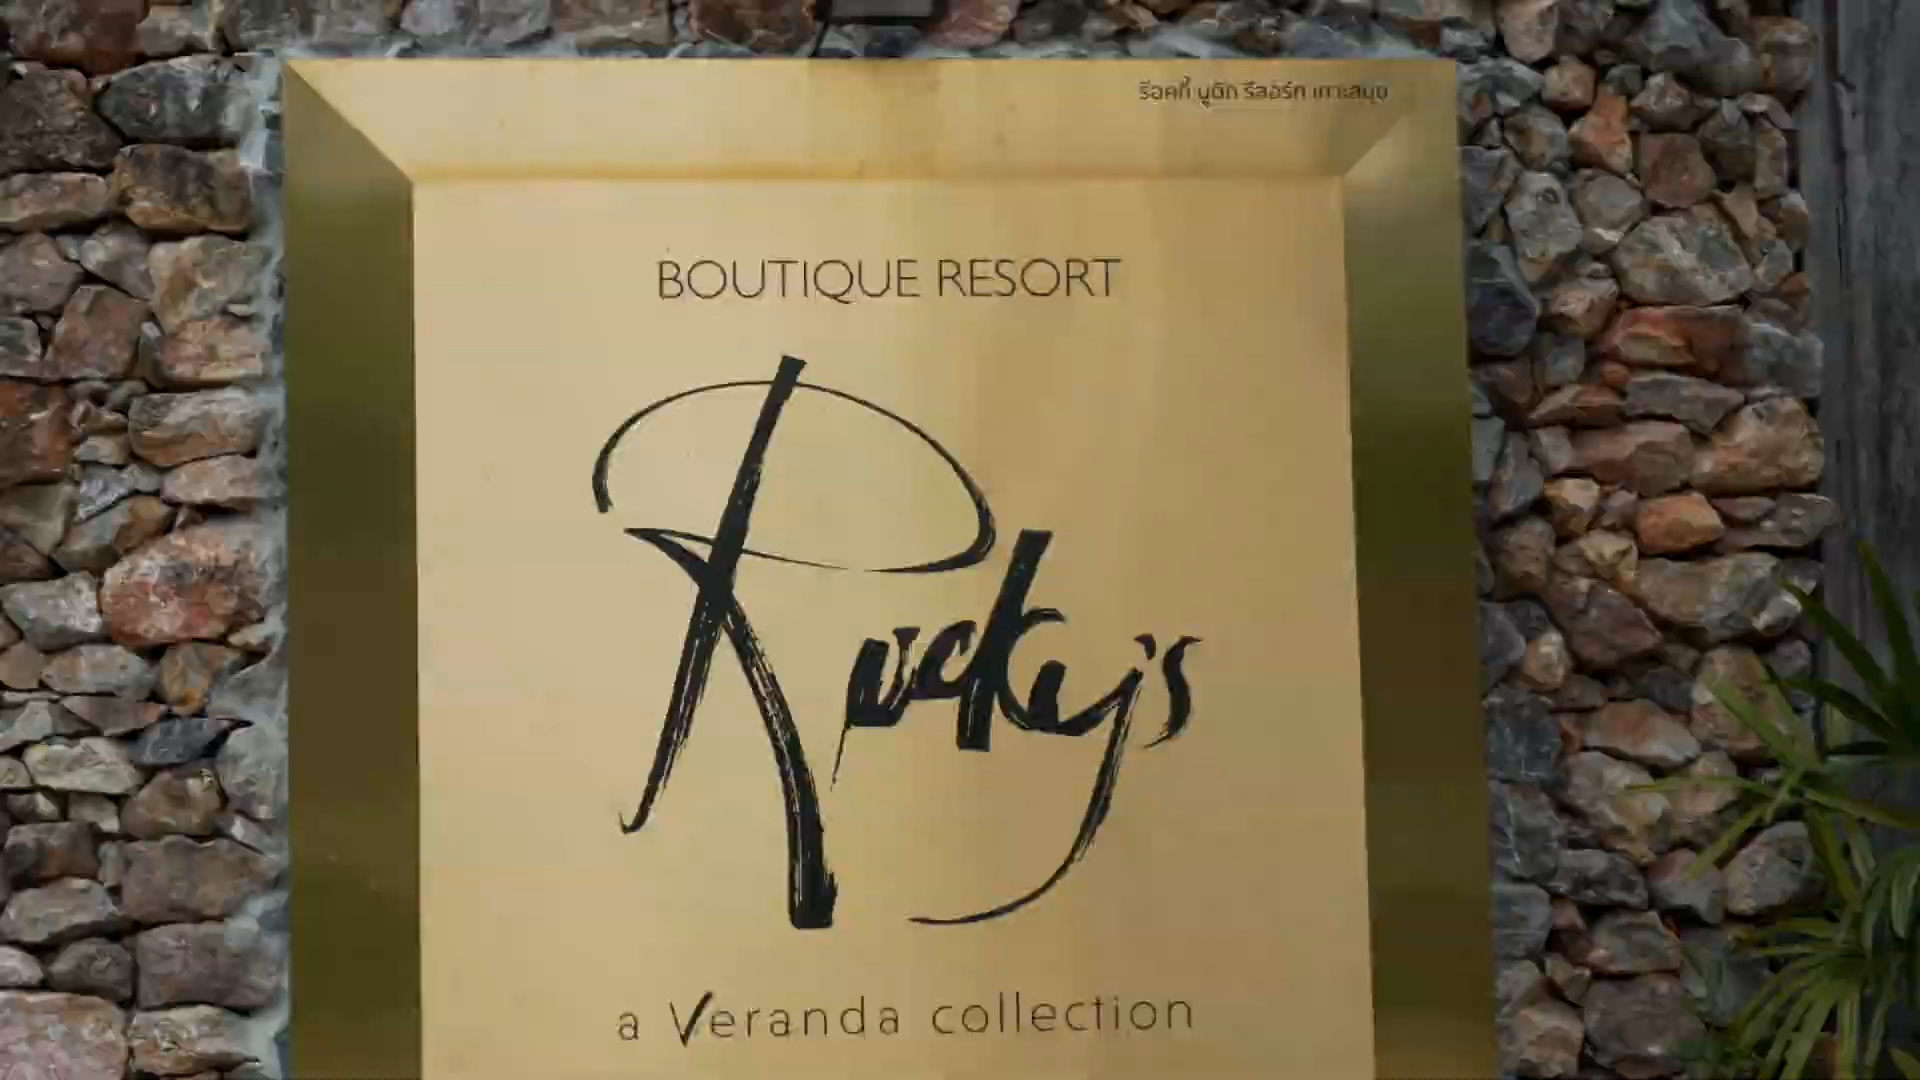 ร็อคกี้ บูติก รีสอร์ท เกาะสมุย
BOUTIQUE RESORT
Rocky's
a Veranda collection